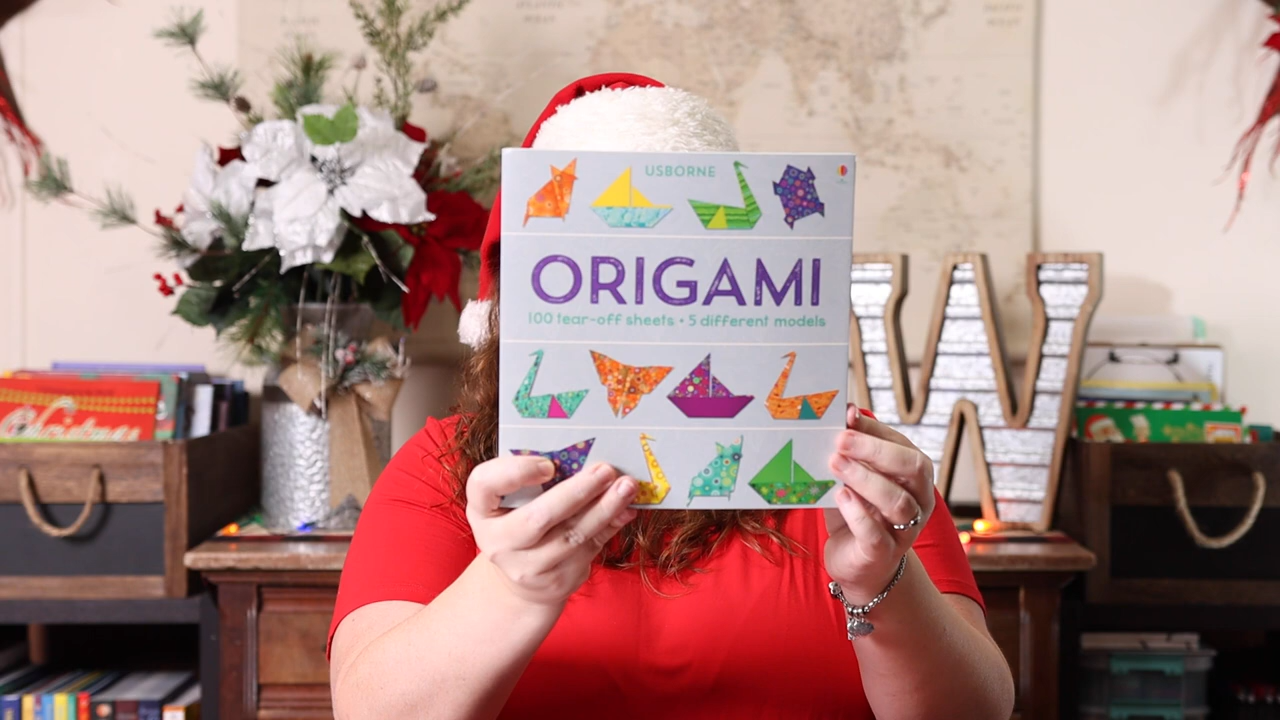 USBORNE
ORIGAMI
100 tear-off sheets • 5 different models
Christmas
W